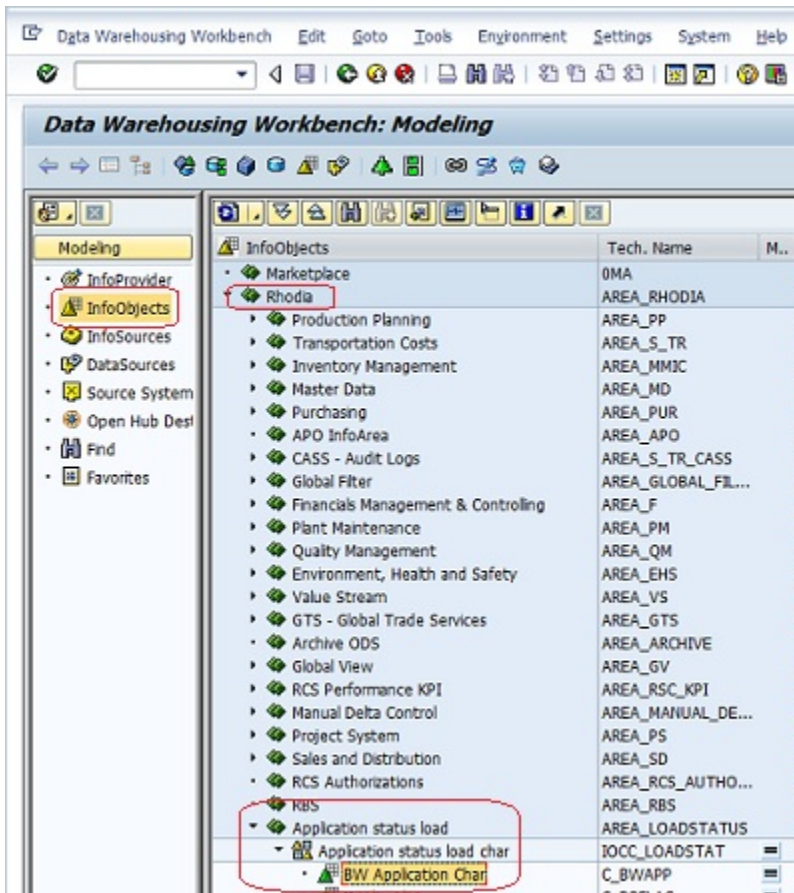 Data Warehousing Workbench Edit Goto Tools Environment Settings System Help
Data Warehousing Workbench: Modeling
Modeling
InfoProvider
InfoObjects
InfoSources
DataSources
Source System
Open Hub Dest
Find
Favorites
InfoObjects Tech. Name M..
Marketplace 0MA
Rhodia AREA_RHODIA
Production Planning AREA_PP
Transportation Costs AREA_S_TR
Inventory Management AREA_MMIC
Master Data AREA_MD
Purchasing AREA_PUR
APO InfoArea AREA_APO
CASS - Audit Logs AREA_S_TR_CASS
Global Filter AREA_GLOBAL_FIL...
Financials Management & Controlling AREA_F
Plant Maintenance AREA_PM
Quality Management AREA_QM
Environment, Health and Safety AREA_EHS
Value Stream AREA_VS
GTS - Global Trade Services AREA_GTS
Archive ODS AREA_ARCHIVE
Global View AREA_GV
RCS Performance KPI AREA_RSC_KPI
Manual Delta Control AREA_MANUAL_DE...
Project System AREA_PS
Sales and Distribution AREA_SD
RCS Authorizations AREA_RCS_AUTHO...
RBS AREA_RBS
Application status load AREA_LOADSTATUS
Application status load char IOCC_LOADSTAT
BW Application Char C_BWAPP